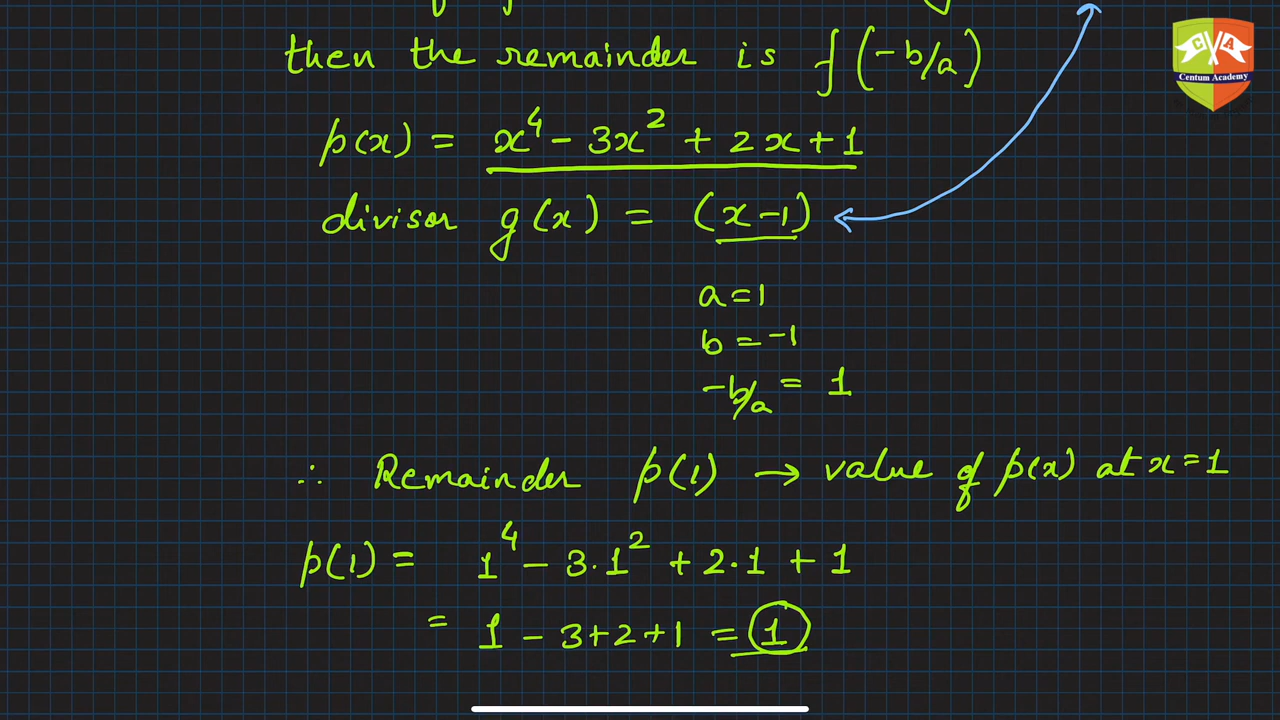 then the remainder is f(-b/a)
p(x) = x⁴ - 3x² + 2x + 1
divisor g(x) = (x-1)
a = 1
b = -1
-b/a = 1
∴ Remainder p(1) → value of p(x) at x = 1
p(1) = 1⁴ - 3·1² + 2·1 + 1
= 1 - 3 + 2 + 1 = 1
C A
Centum Academy